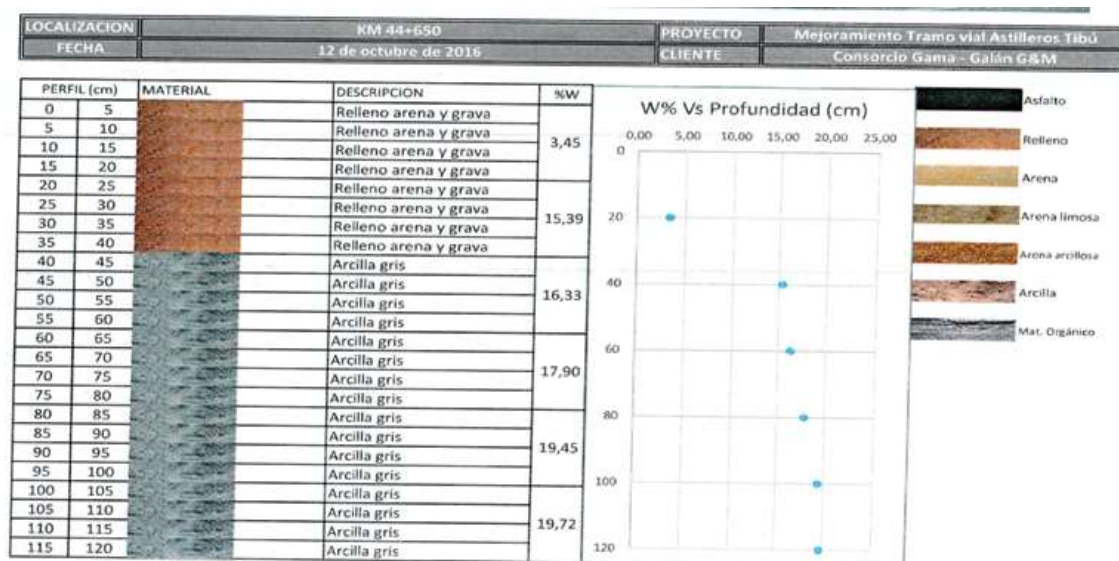 LOCALIZACION KM 44+650 PROYECTO Mejoramiento Tramo vial Astilleros Tibú
FECHA 12 de octubre de 2016 CLIENTE Consorcio Gama - Galán G&M
PERFIL (cm) MATERIAL DESCRIPCION %W
0 5 Relleno arena y grava
5 10 Relleno arena y grava
3,45
10 15 Relleno arena y grava
15 20 Relleno arena y grava
20 25 Relleno arena y grava
25 30 Relleno arena y grava
15,39
30 35 Relleno arena y grava
35 40 Relleno arena y grava
40 45 Arcilla gris
45 50 Arcilla gris
16,33
50 55 Arcilla gris
55 60 Arcilla gris
60 65 Arcilla gris
65 70 Arcilla gris
17,90
70 75 Arcilla gris
75 80 Arcilla gris
80 85 Arcilla gris
85 90 Arcilla gris
19,45
90 95 Arcilla gris
95 100 Arcilla gris
100 105 Arcilla gris
105 110 Arcilla gris
19,72
110 115 Arcilla gris
115 120 Arcilla gris
W% Vs Profundidad (cm)
0,00 5,00 10,00 15,00 20,00 25,00
0
20
40
60
80
100
120
Asfalto
Relleno
Arena
Arena limosa
Arena arcillosa
Arcilla
Mat. Orgánico